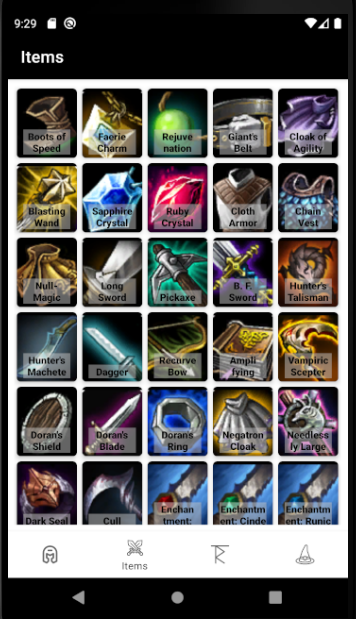 9:29
Items
Boots of
Speed
Faerie
Charm
Rejuve
nation
Giant's
Belt
Cloak of
Agility
Blasting
Wand
Sapphire
Crystal
Ruby
Crystal
Cloth
Armor
Chain
Vest
Null-
Magic
Long
Sword
Pickaxe
B. F.
Sword
Hunter's
Talisman
Hunter's
Machete
Dagger
Recurve
Bow
Ampli
fying
Vampiric
Scepter
Doran's
Shield
Doran's
Blade
Doran's
Ring
Negatron
Cloak
Needless
ly Large
Dark Seal
Cull
Enchan
tment:
Enchantm
ent: Cinde
Enchantm
ent: Runic
Items